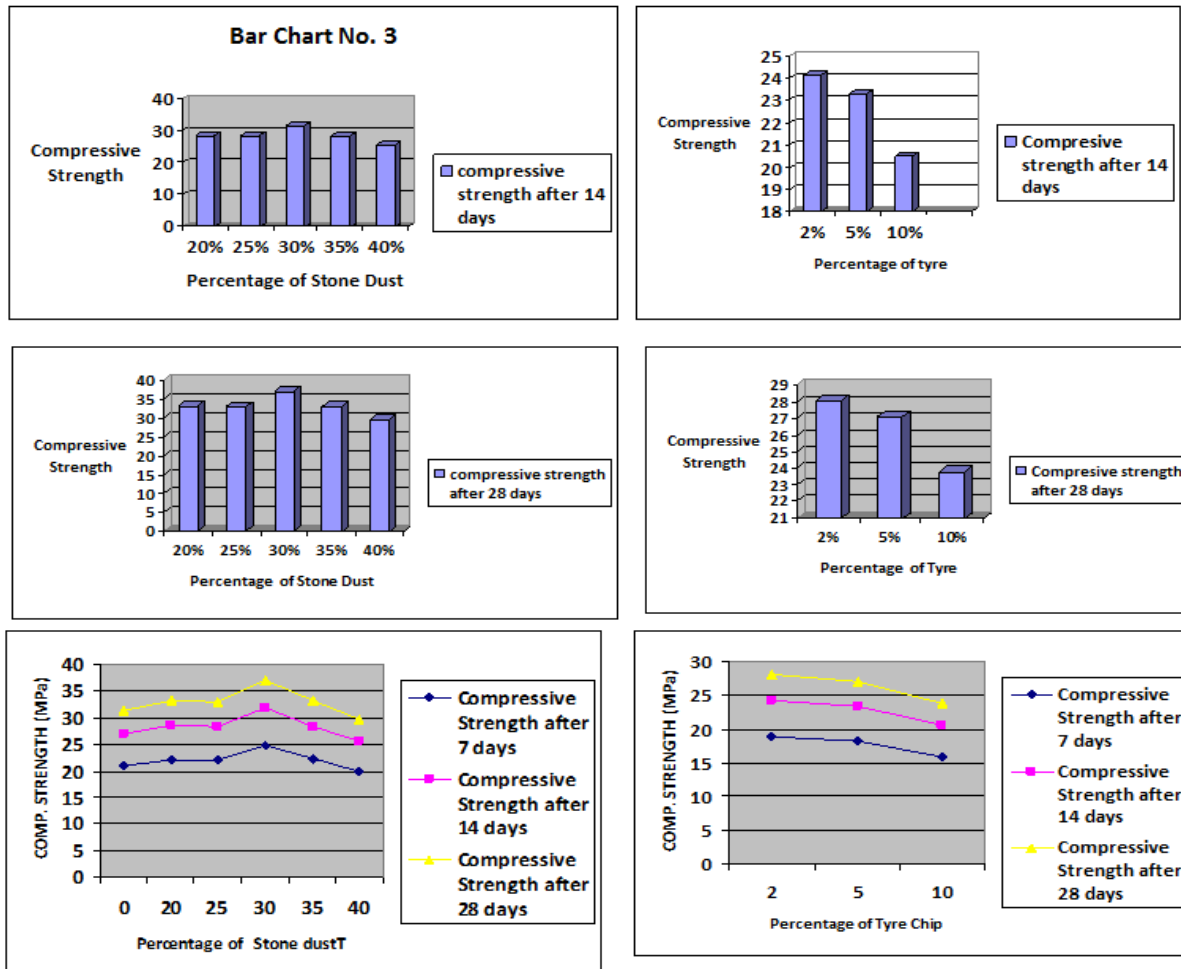 Bar Chart No. 3
40
30
20
10
0
Compressive
Strength
20% 25% 30% 35% 40%
Percentage of Stone Dust
compressive
strength after 14
days
25
24
23
22
21
20
19
18
Compressive
Strength
2% 5% 10%
Percentage of tyre
Compresive
strength after 14
days
40
35
30
25
20
15
10
5
0
Compressive
Strength
20% 25% 30% 35% 40%
Percentage of Stone Dust
compressive strength
after 28 days
29
28
27
26
25
24
23
22
21
Compressive
Strength
2% 5% 10%
Percentage of Tyre
Compresive strength
after 28 days
COMP. STRENGTH (MPa)
40
35
30
25
20
15
10
5
0
0 20 25 30 35 40
Percentage of Stone dustT
Compressive
Strength after
7 days
Compressive
Strength after
14 days
Compressive
Strength after
28 days
COMP. STRENGTH (MPa)
30
25
20
15
10
5
0
2 5 10
Percentage of Tyre Chip
Compressive
Strength after
7 days
Compressive
Strength after
14 days
Compressive
Strength after
28 days